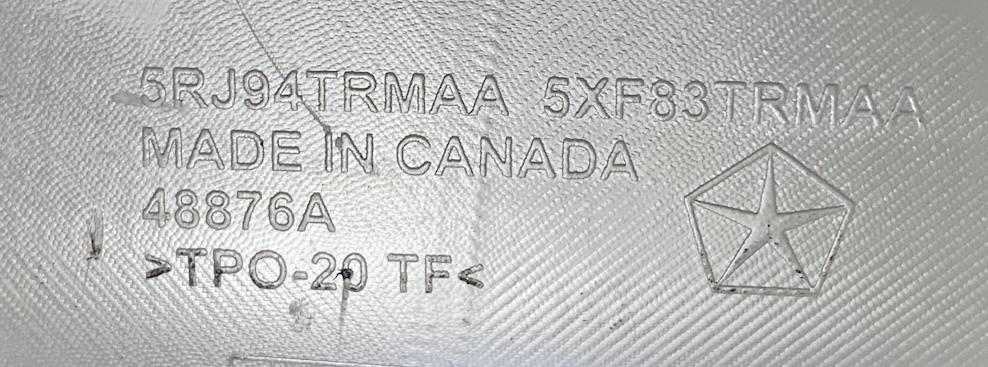 5RJ94TRMAA 5XF83TRMAA
MADE IN CANADA
48876A
>TPO-20 TF<